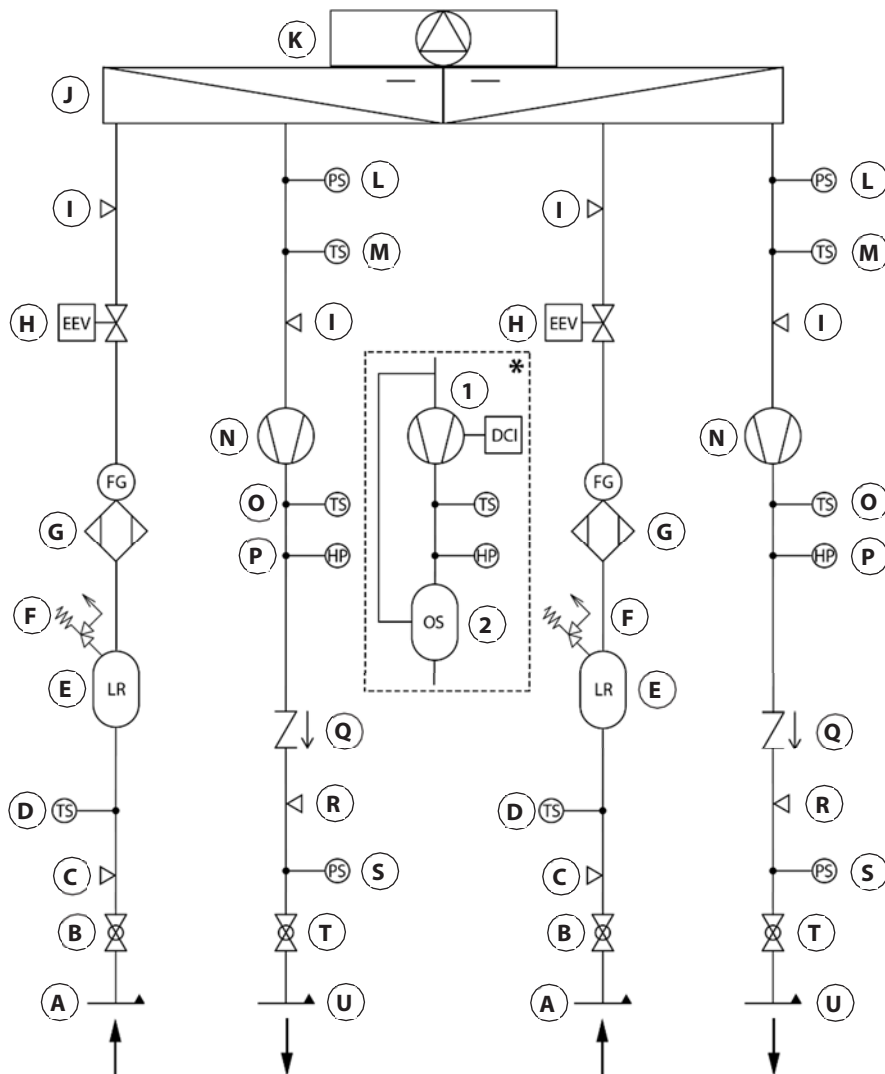 K
J
PS L PS L
I I
TS M TS M
H EEV I H EEV I
*
1
N DCI N
FG O TS TS FG TS O
G P HP HP G HP P
F F
OS 2
E LR LR E
Q Q
D TS R D TS R
C PS S C PS S
B T B T
A U A U